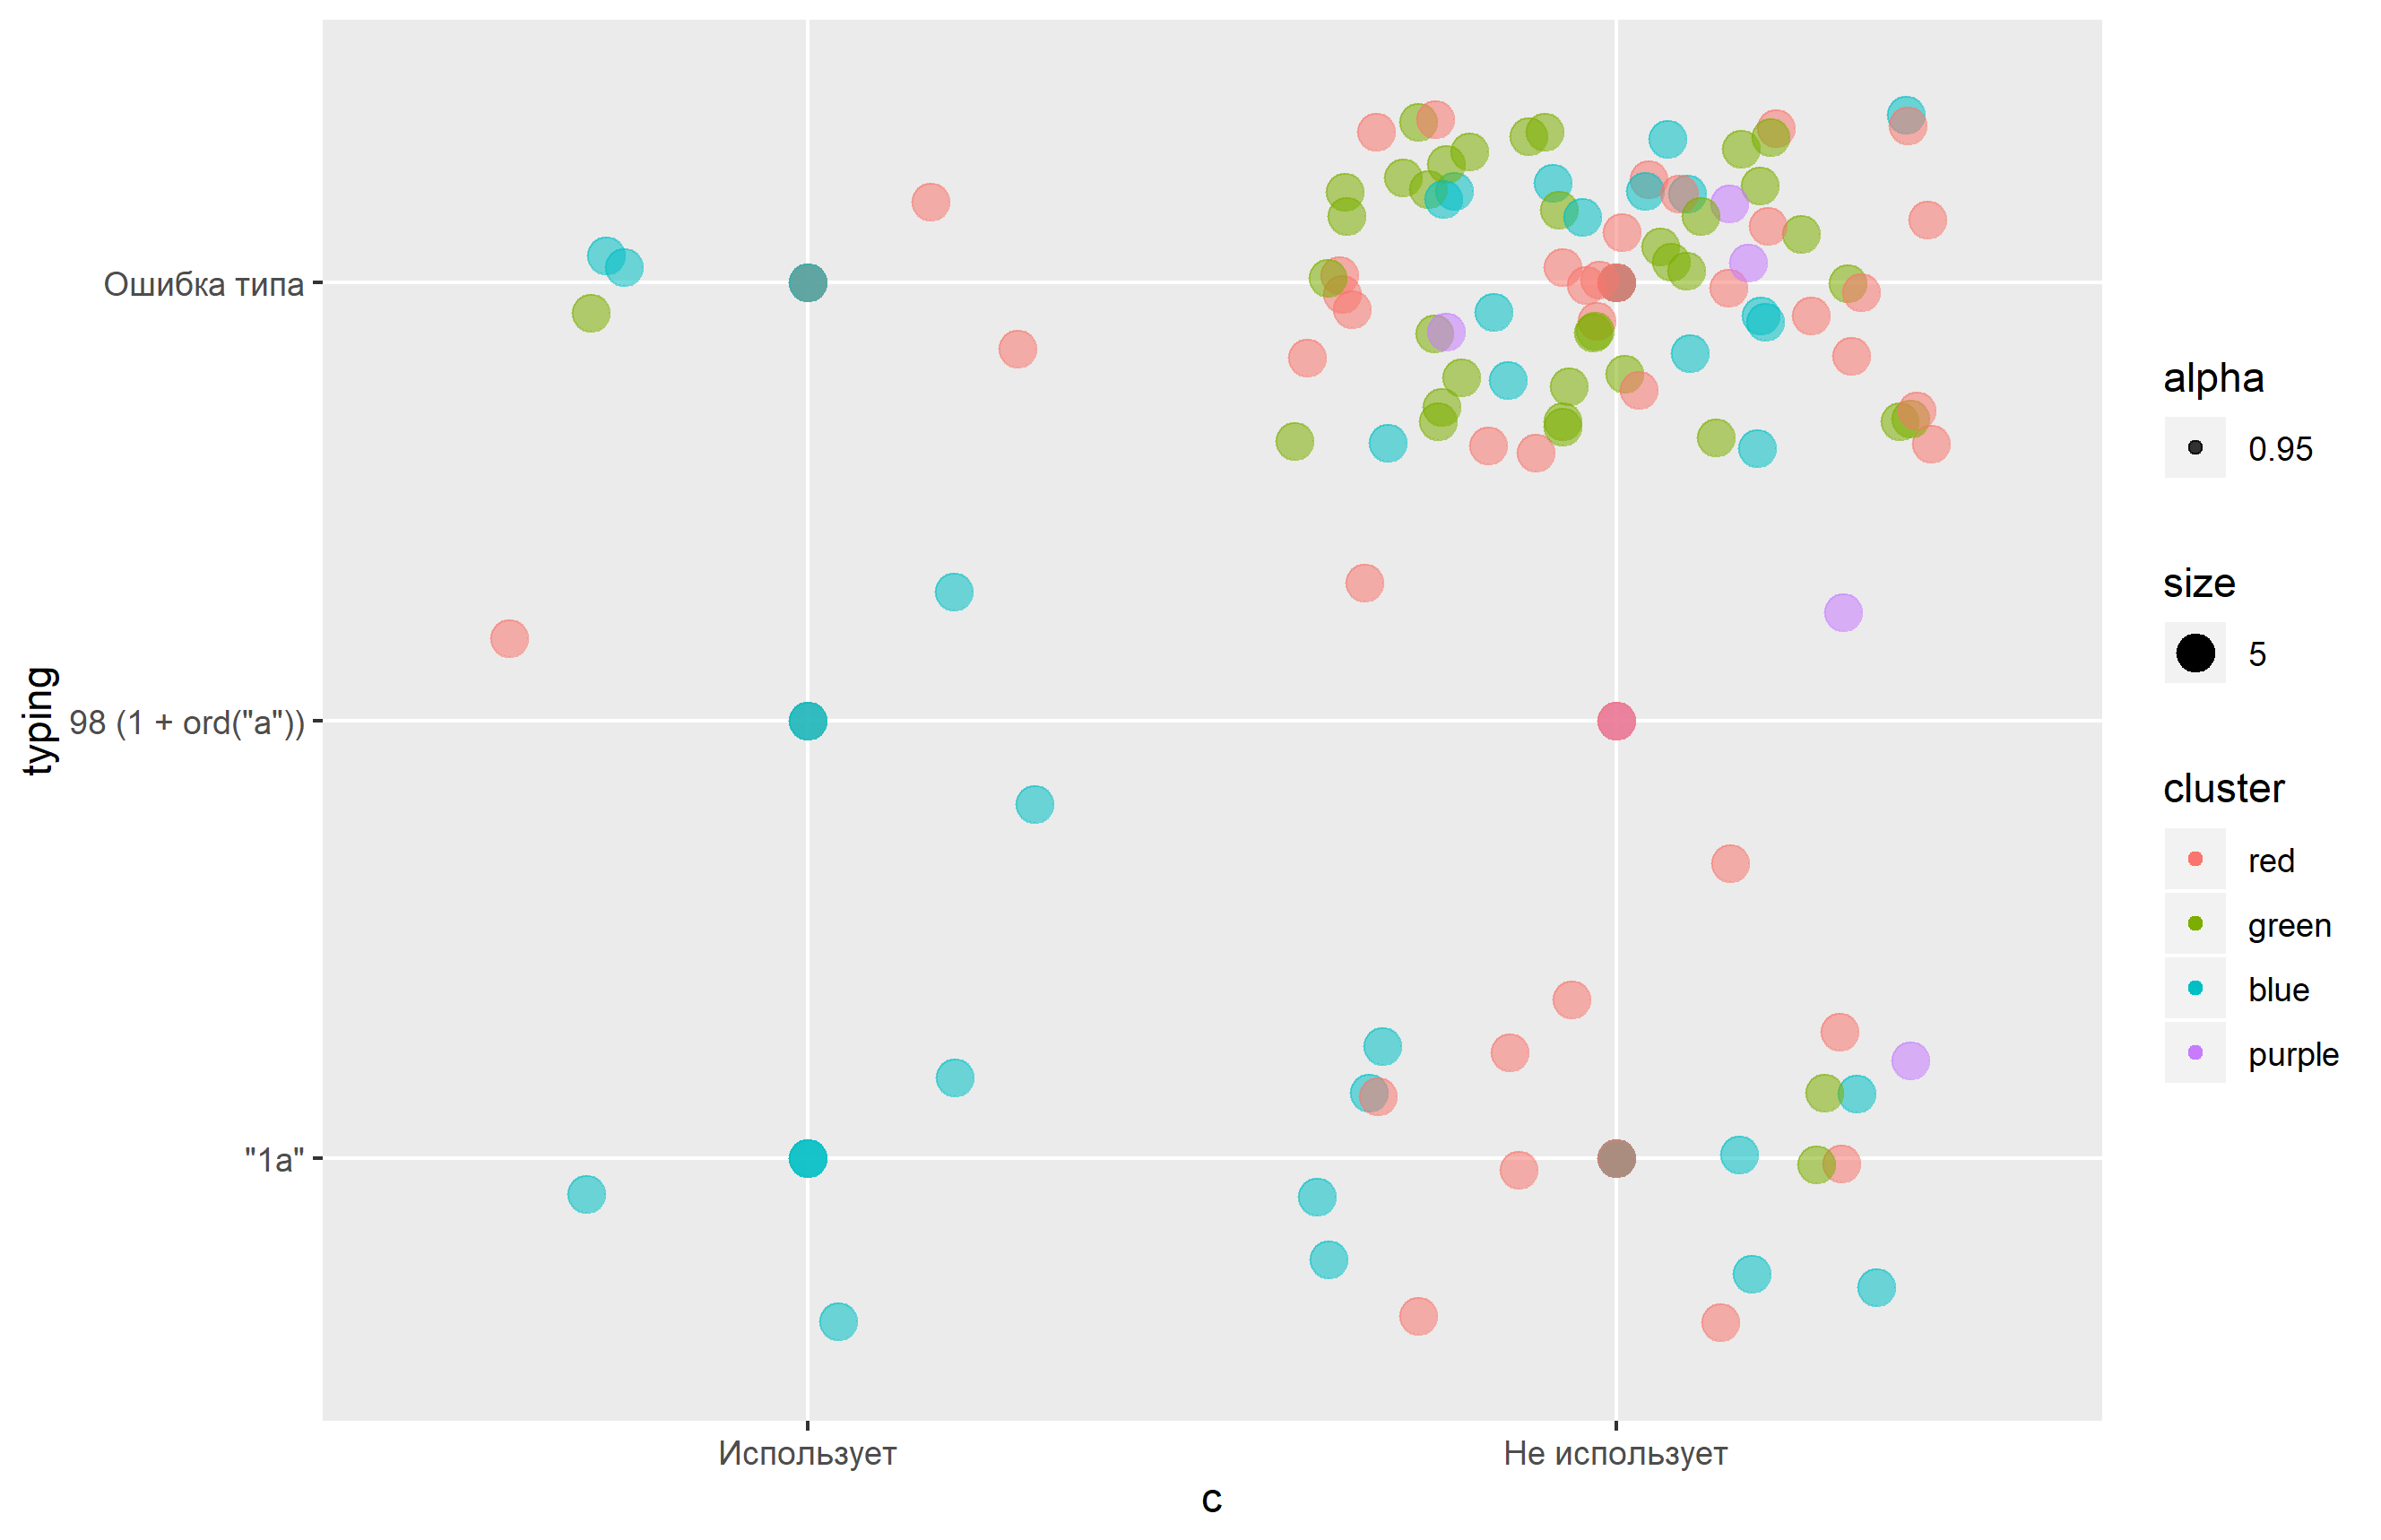 Ошибка типа
98 (1 + ord("a"))
"1a"
typing
Использует
Не использует
c
alpha
0.95
size
5
cluster
red
green
blue
purple